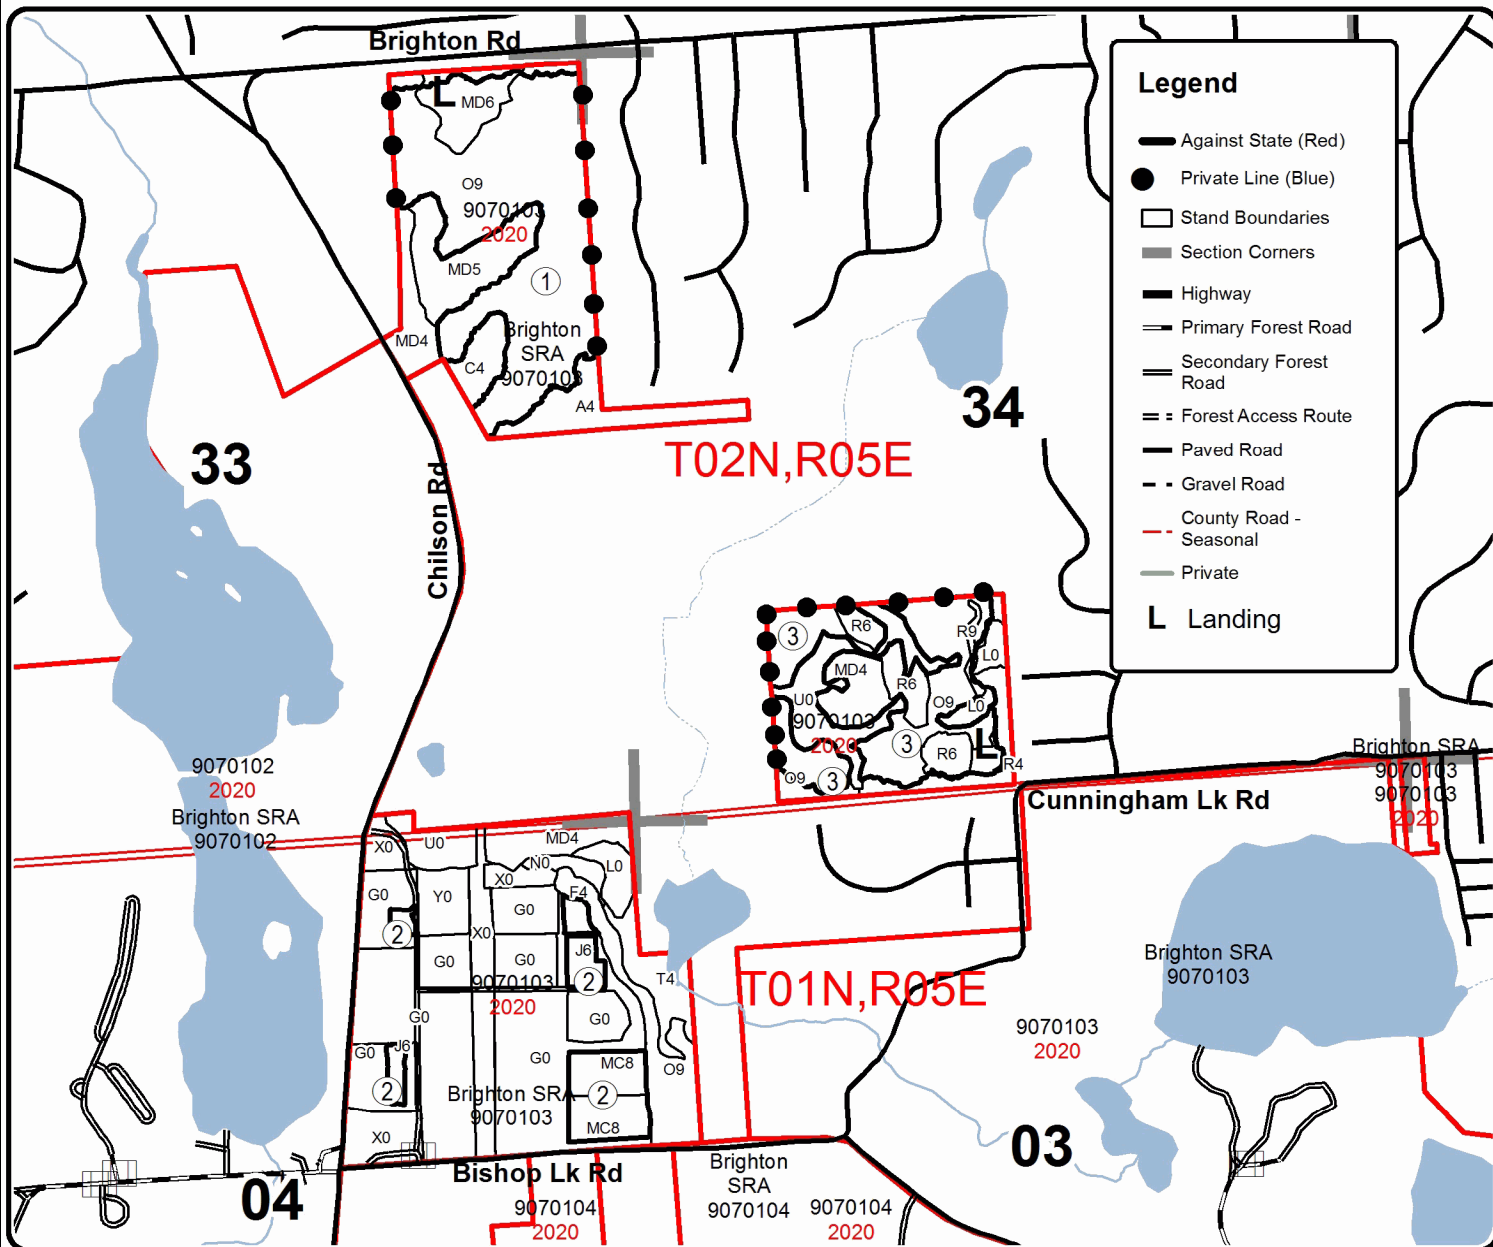 Brighton Rd
L
MD6
O9
9070103
2020
MD5
1
MD4
Brighton
SRA
9070103
C4
A4
Legend
Against State (Red)
Private Line (Blue)
Stand Boundaries
Section Corners
Highway
Primary Forest Road
Secondary Forest
Road
Forest Access Route
Paved Road
Gravel Road
County Road -
Seasonal
Private
L Landing
34
33
T02N,R05E
Chilson Rd
3
R6
R9
L0
MD4
R6
U0
O9
L0
9070103
2020
3
R6
L
R4
O9
3
9070102
2020
Brighton SRA
9070102
Brighton SRA
9070103
9070103
2020
Cunningham Lk Rd
X0
U0
MD4
N0
L0
X0
F4
G0
Y0
G0
2
X0
J6
G0
G0
2
9070103
2020
T4
T01N,R05E
Brighton SRA
9070103
G0
G0
9070103
2020
G0
J6
G0
MC8
O9
2
Brighton SRA
9070103
2
MC8
X0
03
04
Bishop Lk Rd
Brighton
SRA
9070104
9070104
2020
9070104
2020